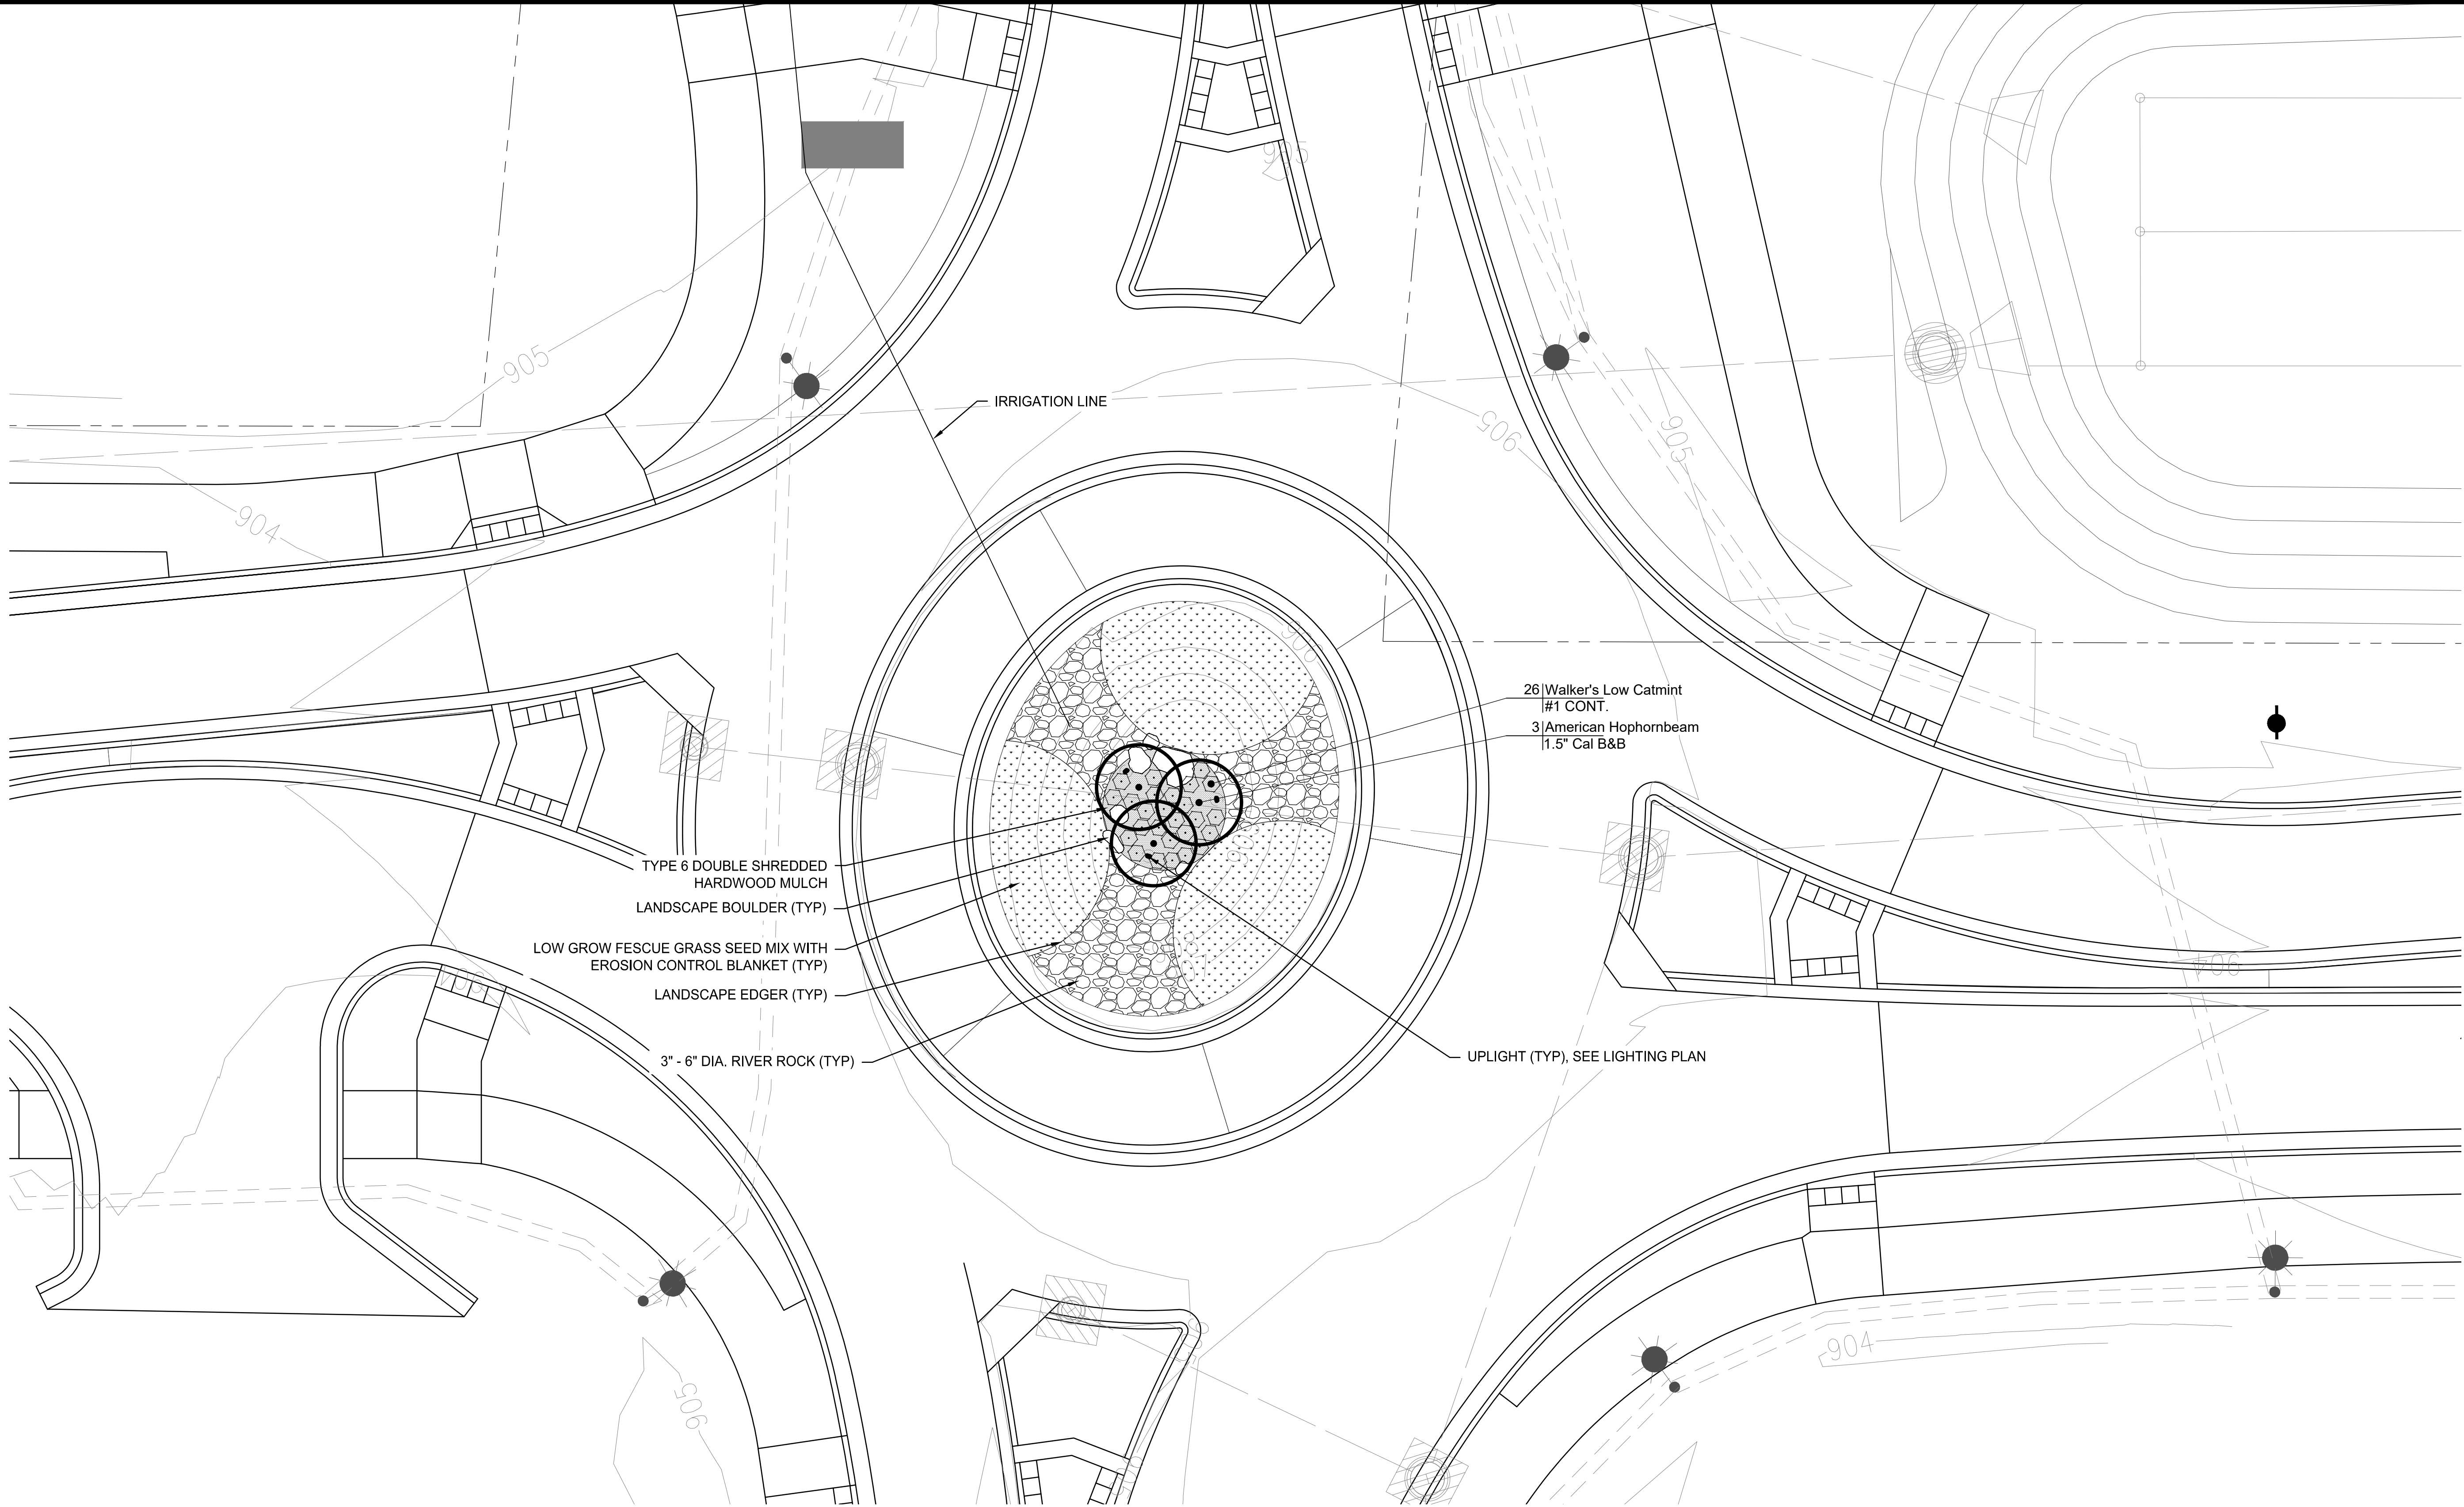 905
905
905
905
904
IRRIGATION LINE
906
26 Walker's Low Catmint
#1 CONT.
3 American Hophornbeam
1.5" Cal B&B
TYPE 6 DOUBLE SHREDDED
HARDWOOD MULCH
LANDSCAPE BOULDER (TYP)
LOW GROW FESCUE GRASS SEED MIX WITH
EROSION CONTROL BLANKET (TYP)
LANDSCAPE EDGER (TYP)
3" - 6" DIA. RIVER ROCK (TYP)
UPLIGHT (TYP), SEE LIGHTING PLAN
904
904
905